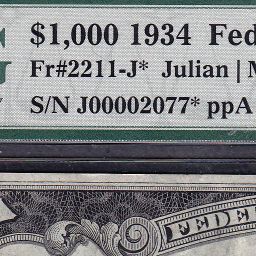 $1,000 1934 Fed
Fr#2211-J* Julian | M
S/N J00002077* ppA
FEDE